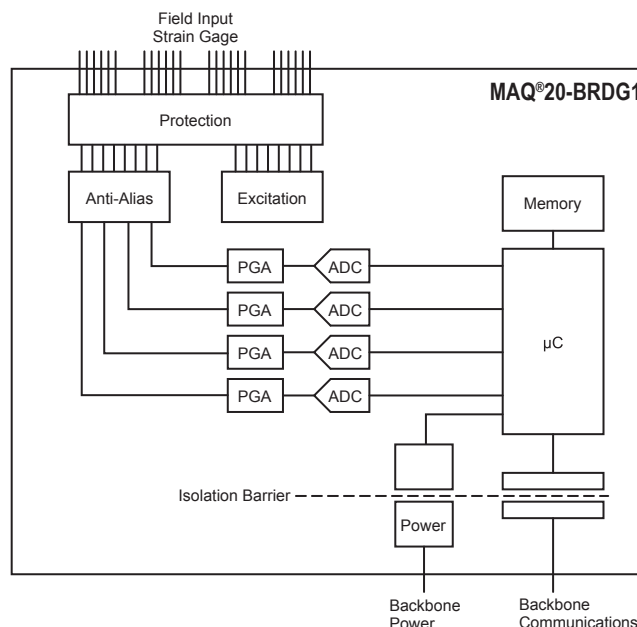 Field Input
Strain Gage
MAQ®20-BRDG1
Protection
Anti-Alias
Excitation
Memory
PGA
ADC
PGA
ADC
µC
PGA
ADC
PGA
ADC
Isolation Barrier
Power
Backbone
Power
Backbone
Communications